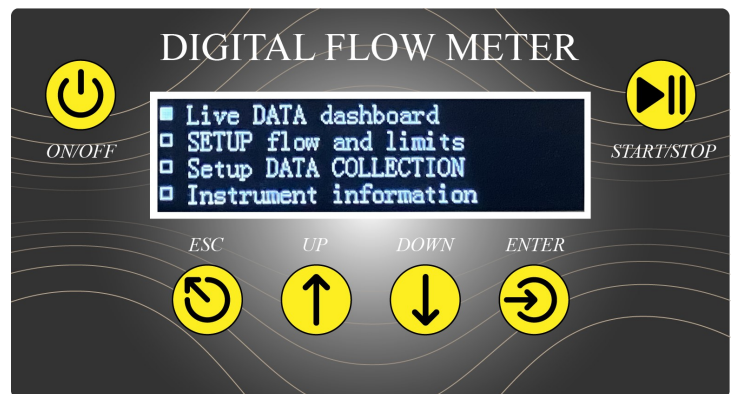 DIGITAL FLOW METER
ON/OFF
Live DATA dashboard
SETUP flow and limits
Setup DATA COLLECTION
Instrument information
START/STOP
ESC
UP
DOWN
ENTER